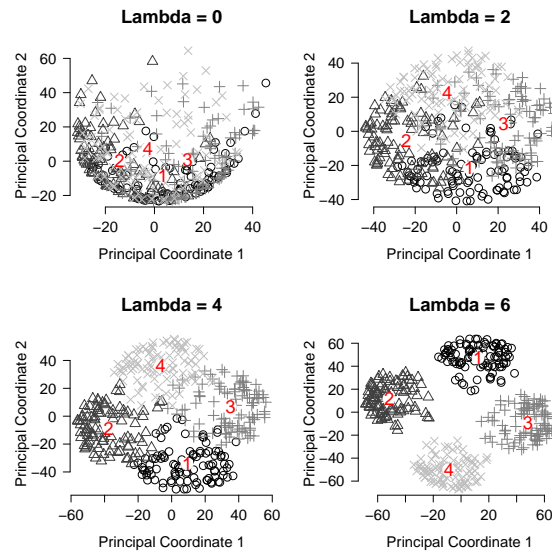 Lambda = 0
Principal Coordinate 2
60
40
20
0
−20
1
2
3
4
−20 0 20 40
Principal Coordinate 1
Lambda = 2
Principal Coordinate 2
40
20
0
−20
−40
4
3
2
1
−40 −20 0 20 40
Principal Coordinate 1
Lambda = 4
Principal Coordinate 2
40
20
0
−20
−40
4
3
2
1
−60 −20 0 20 40 60
Principal Coordinate 1
Lambda = 6
Principal Coordinate 2
60
40
20
0
−20
−60
1
2
3
4
−60 −20 0 20 40
Principal Coordinate 1